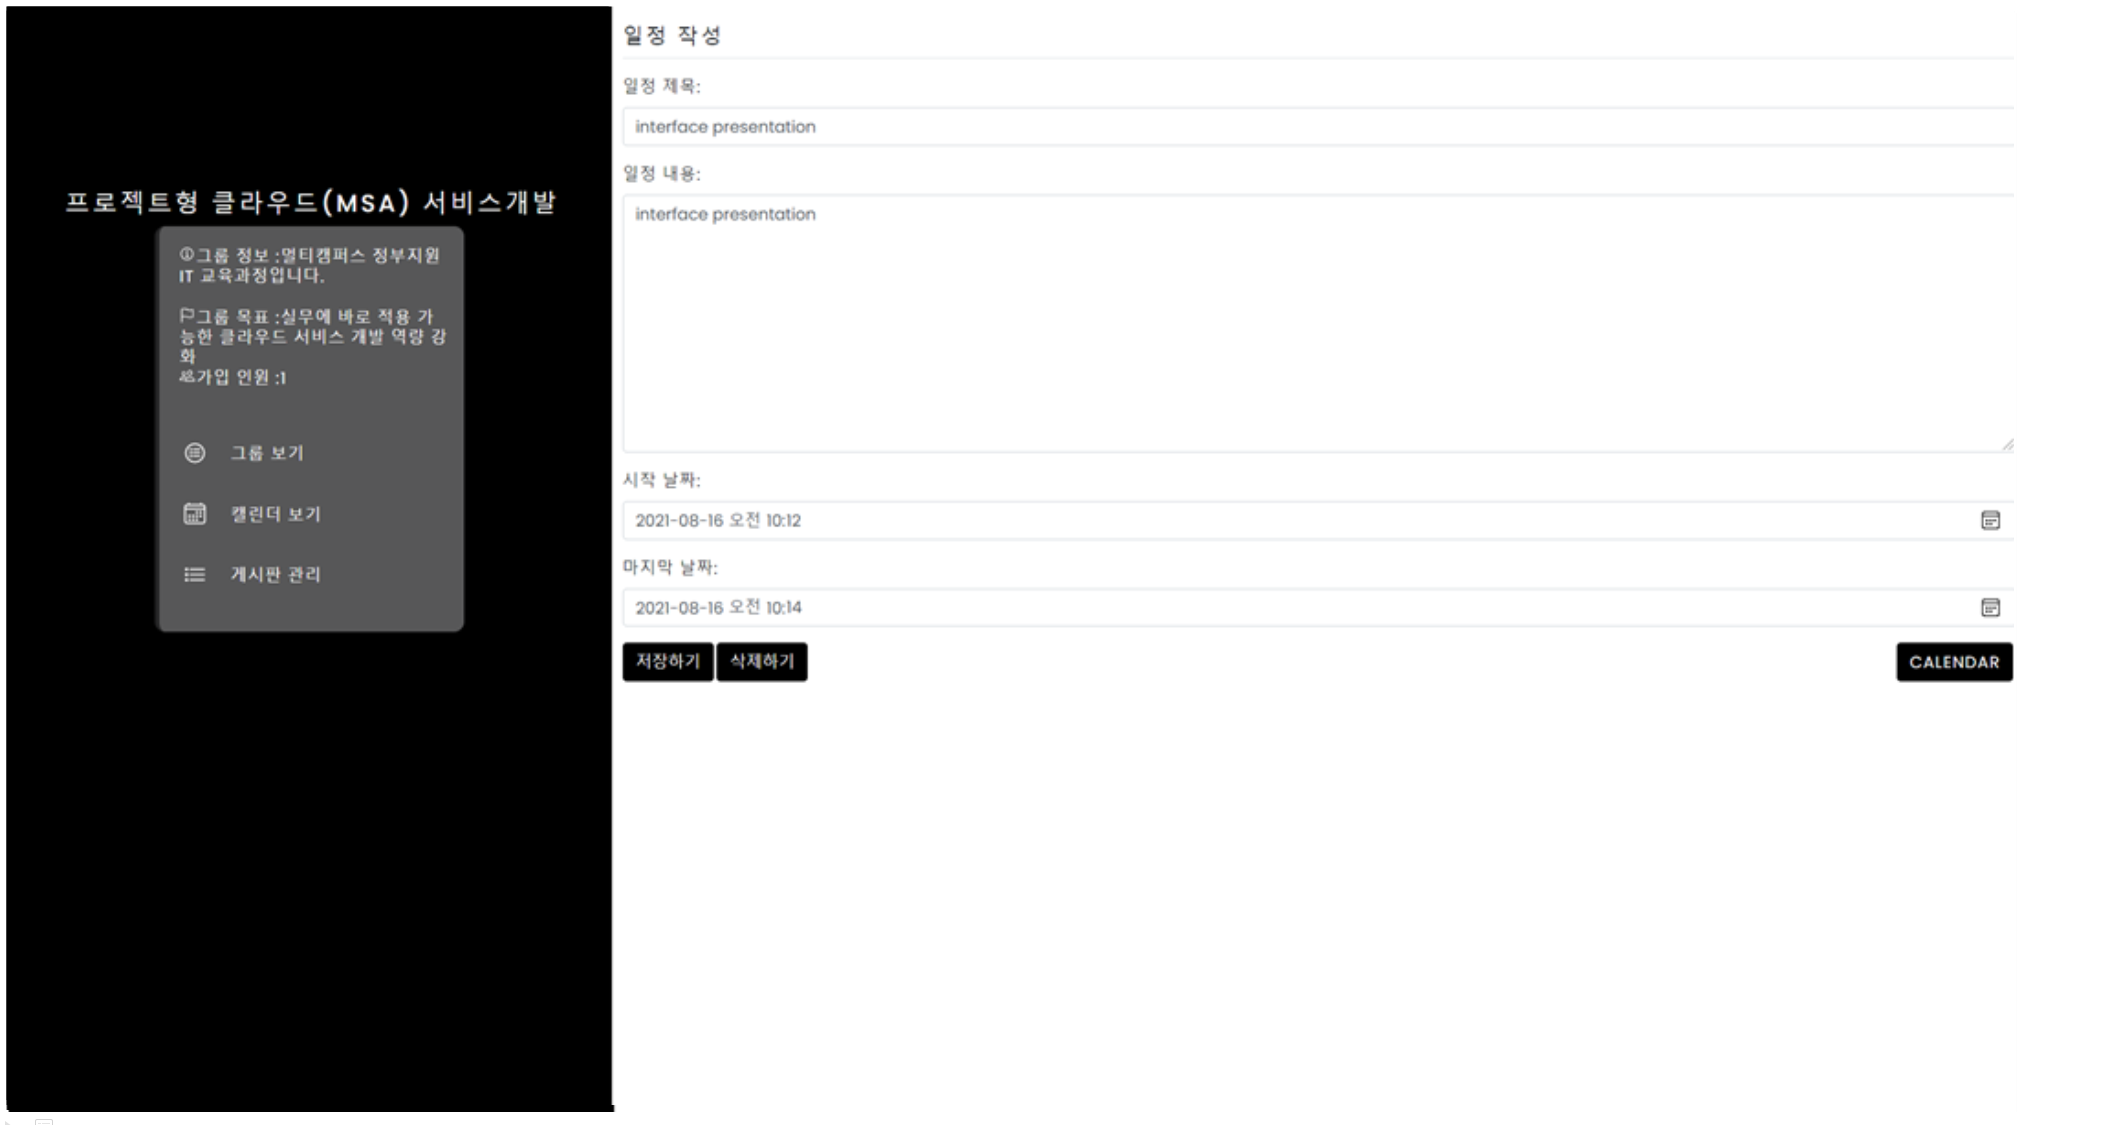 프로젝트형 클라우드(MSA) 서비스개발
그룹 정보 :멀티캠퍼스 정부지원
IT 교육과정입니다.
그룹 목표 :실무에 바로 적용 가
능한 클라우드 서비스 개발 역량 강
화
가입 인원 :1
그룹 보기
캘린더 보기
게시판 관리
일정 작성
일정 제목:
interface presentation
일정 내용:
interface presentation
시작 날짜:
2021-08-16 오전 10:12
마지막 날짜:
2021-08-16 오전 10:14
저장하기 삭제하기 CALENDAR